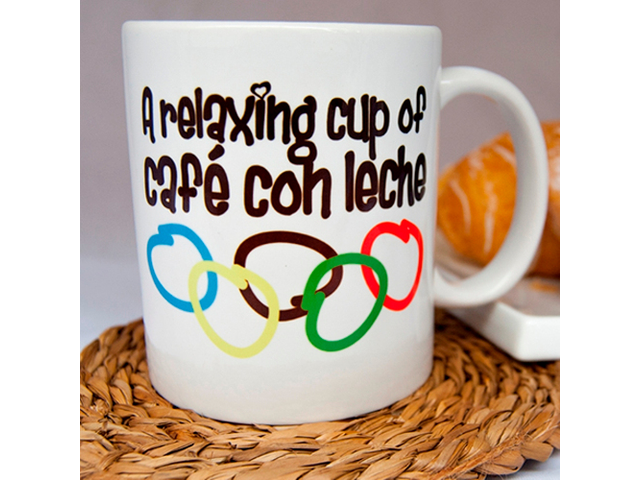 A relaxing cup of
café con leche